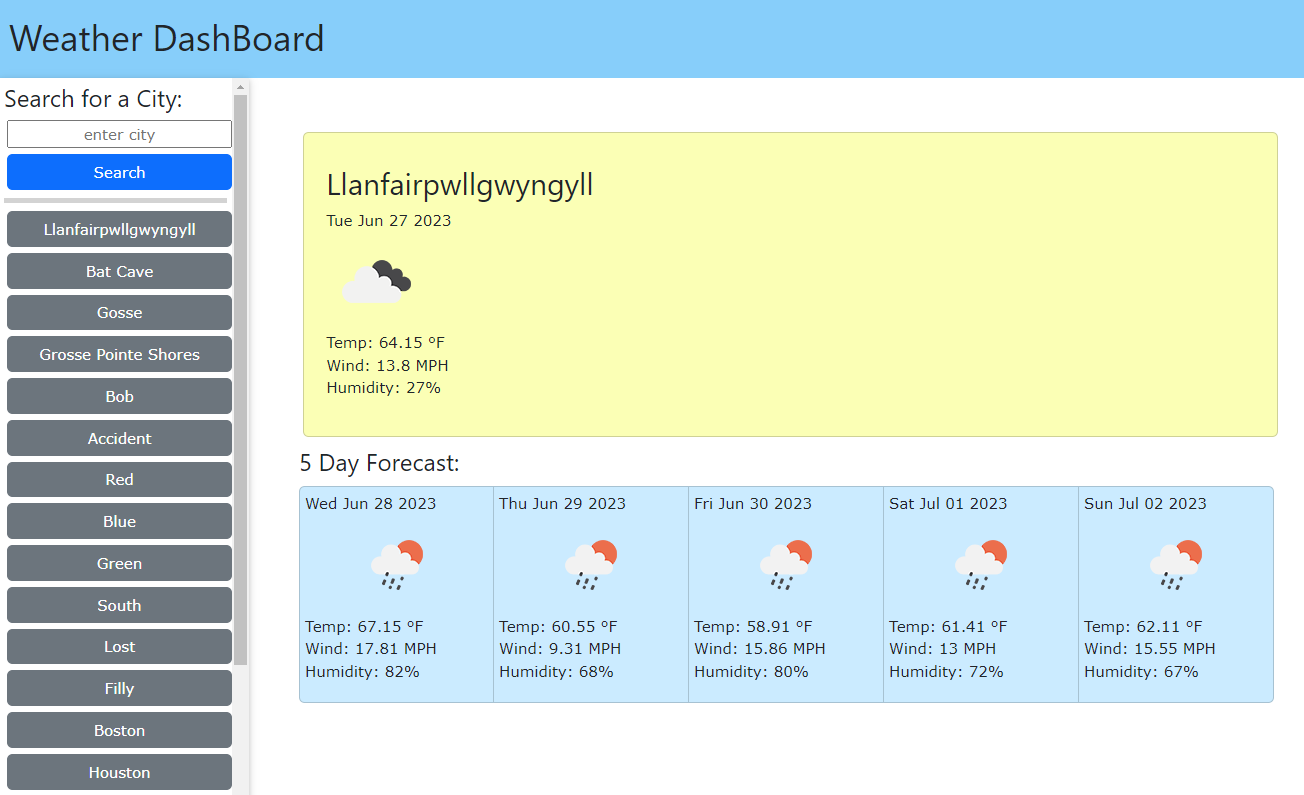 Weather DashBoard
Search for a City:
enter city
Search
Llanfairpwllgwyngyll
Bat Cave
Gosse
Grosse Pointe Shores
Bob
Accident
Red
Blue
Green
South
Lost
Filly
Boston
Houston
Llanfairpwllgwyngyll
Tue Jun 27 2023
Temp: 64.15 °F
Wind: 13.8 MPH
Humidity: 27%
5 Day Forecast:
Wed Jun 28 2023
Temp: 67.15 °F
Wind: 17.81 MPH
Humidity: 82%
Thu Jun 29 2023
Temp: 60.55 °F
Wind: 9.31 MPH
Humidity: 68%
Fri Jun 30 2023
Temp: 58.91 °F
Wind: 15.86 MPH
Humidity: 80%
Sat Jul 01 2023
Temp: 61.41 °F
Wind: 13 MPH
Humidity: 72%
Sun Jul 02 2023
Temp: 62.11 °F
Wind: 15.55 MPH
Humidity: 67%